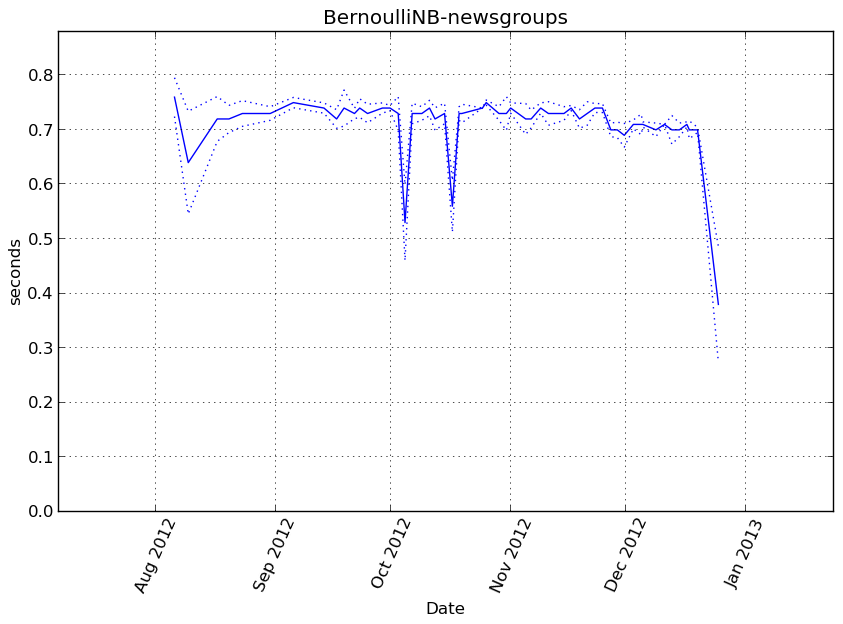 BernoulliNB-newsgroups
0.8
0.7
0.6
0.5
0.4
0.3
0.2
0.1
0.0
seconds
Aug 2012
Sep 2012
Oct 2012
Nov 2012
Dec 2012
Jan 2013
Date